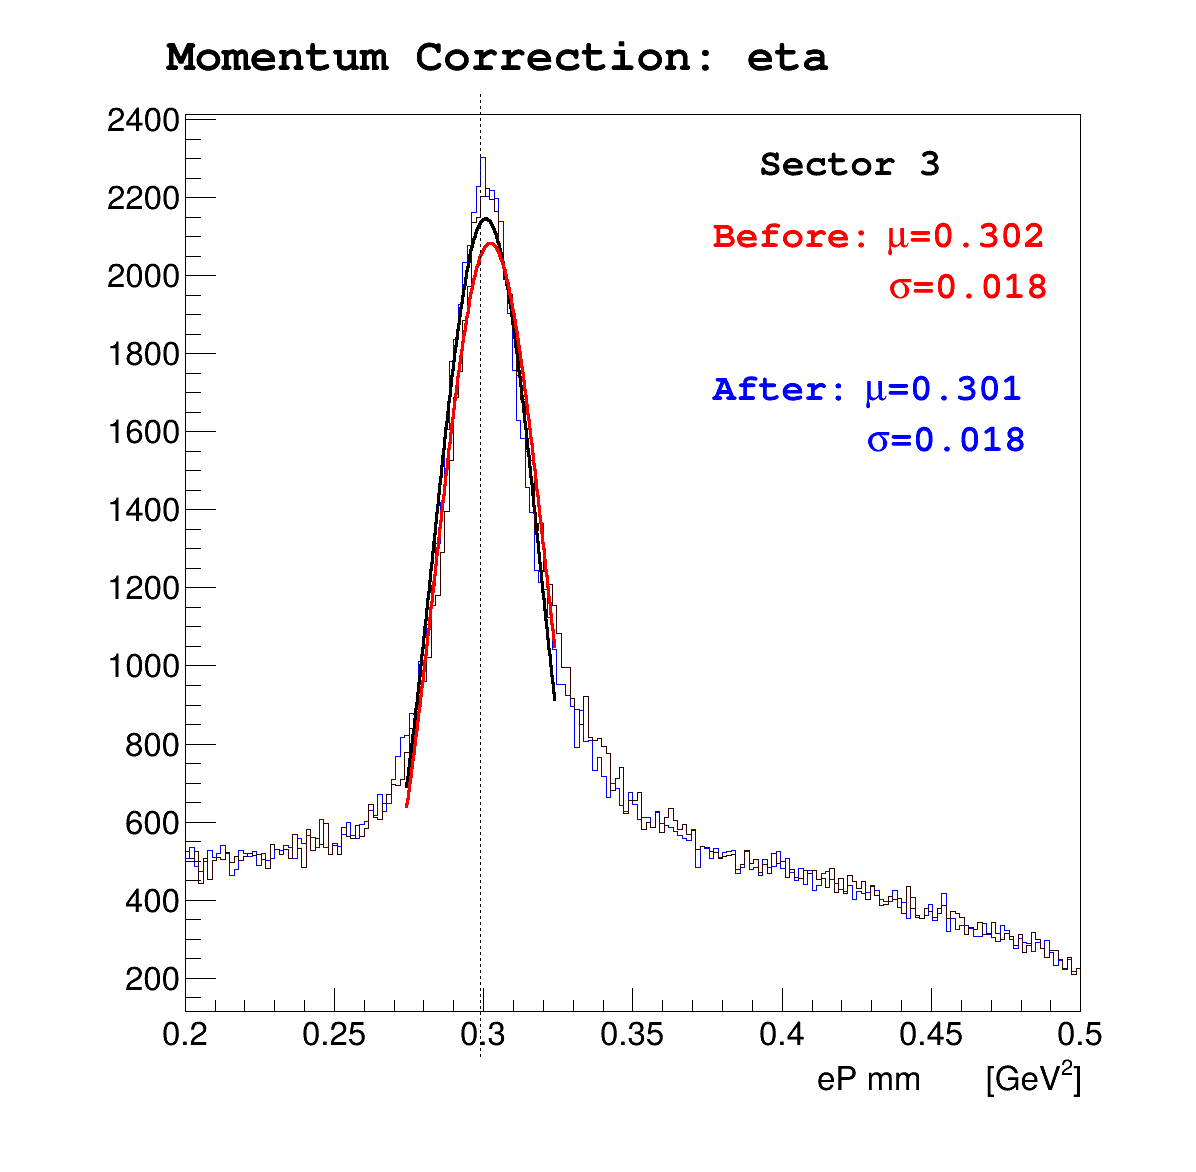 Momentum Correction: eta
2400
2200
2000
1800
1600
1400
1200
1000
800
600
400
200
Sector 3
Before: μ=0.302
σ=0.018
After: μ=0.301
σ=0.018
0.2 0.25 0.3 0.35 0.4 0.45 0.5
eP mm [GeV²]